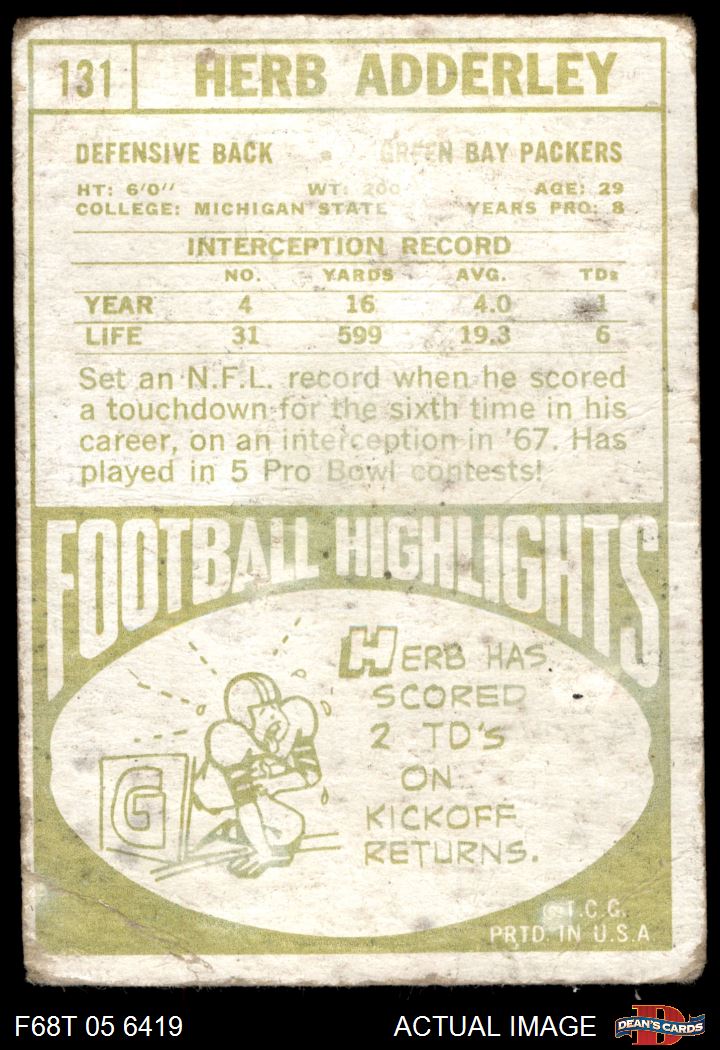 131 HERB ADDERLEY
DEFENSIVE BACK • GREEN BAY PACKERS
HT: 6'0" WT: 200 AGE: 29
COLLEGE: MICHIGAN STATE YEARS PRO: 8
INTERCEPTION RECORD
NO. YARDS AVG. TDs
YEAR 4 16 4.0 1
LIFE 31 599 19.3 6
Set an N.F.L. record when he scored
a touchdown for the sixth time in his
career, on an interception in '67. Has
played in 5 Pro Bowl contests!
FOOTBALL HIGHLIGHTS
HERB HAS
SCORED
2 TD'S
ON
KICKOFF
RETURNS.
G
© T.C.G.
PRTD. IN U.S.A
F68T 05 6419 ACTUAL IMAGE DEAN'S CARDS